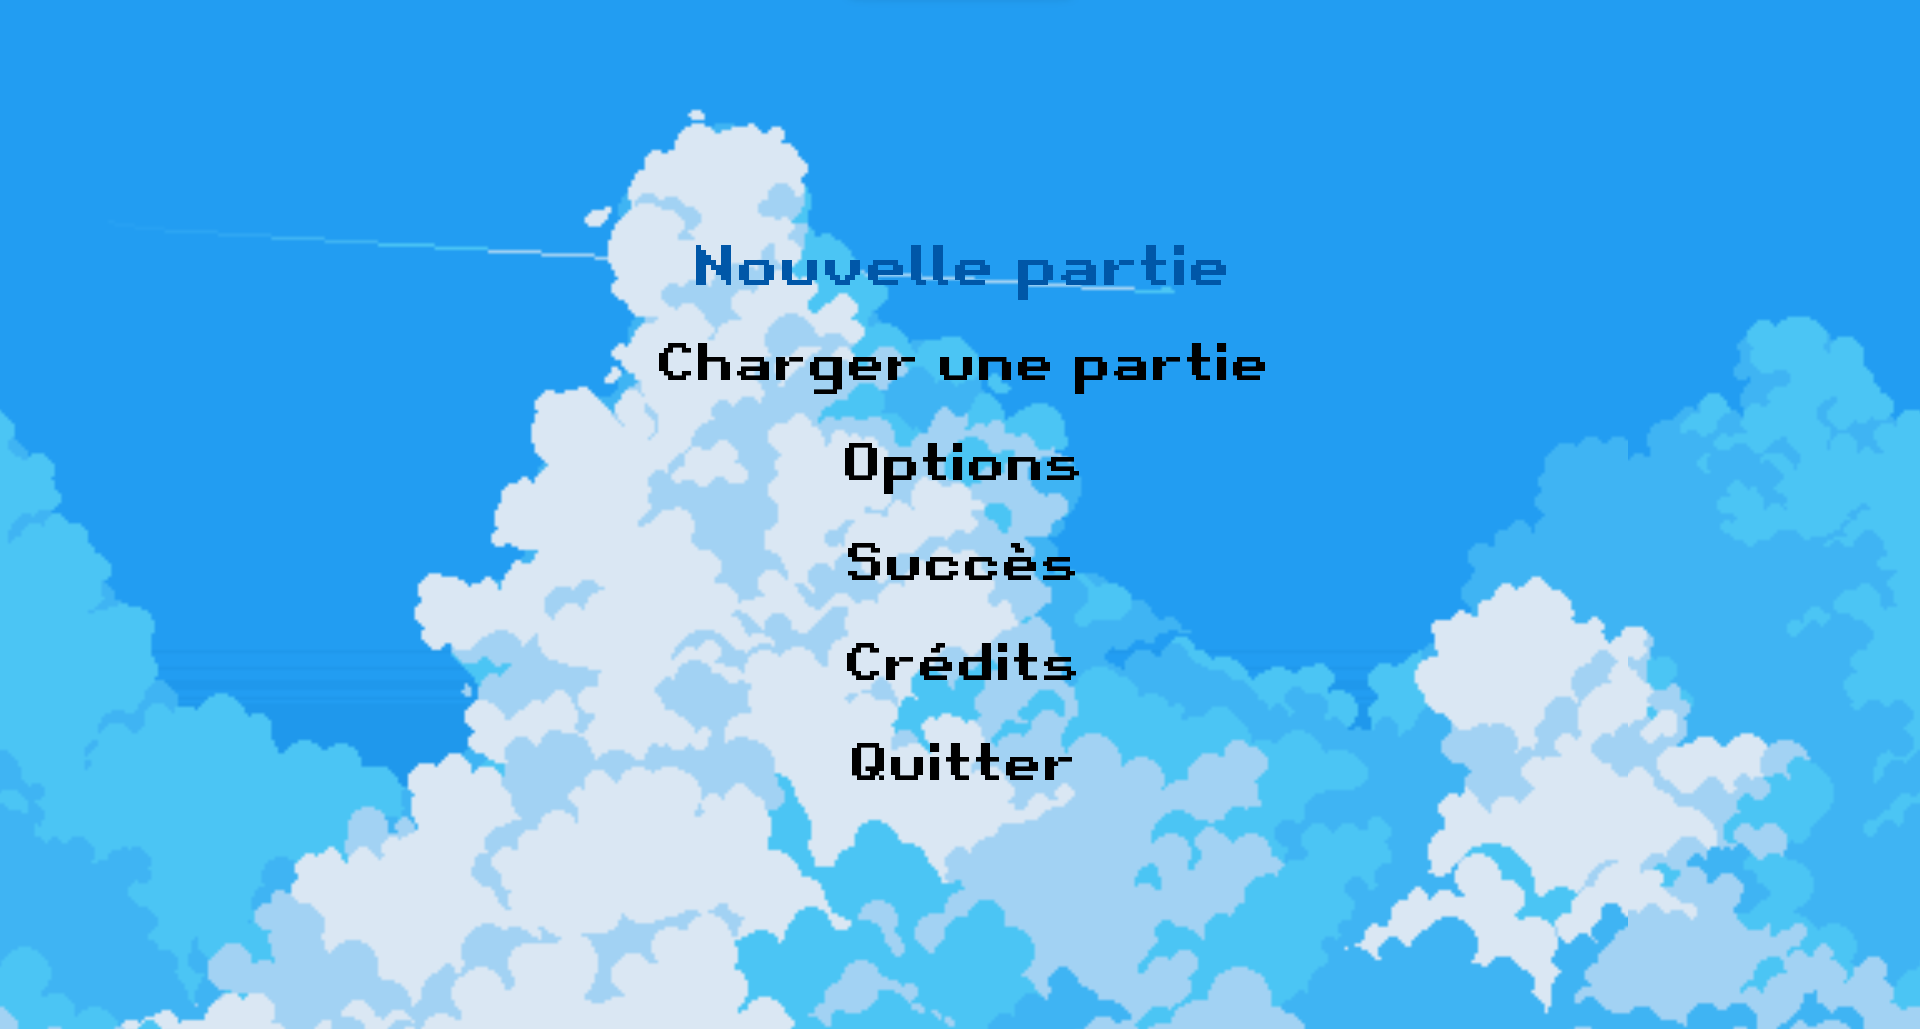 Nouvelle partie
Charger une partie
Options
Succès
Crédits
Quitter